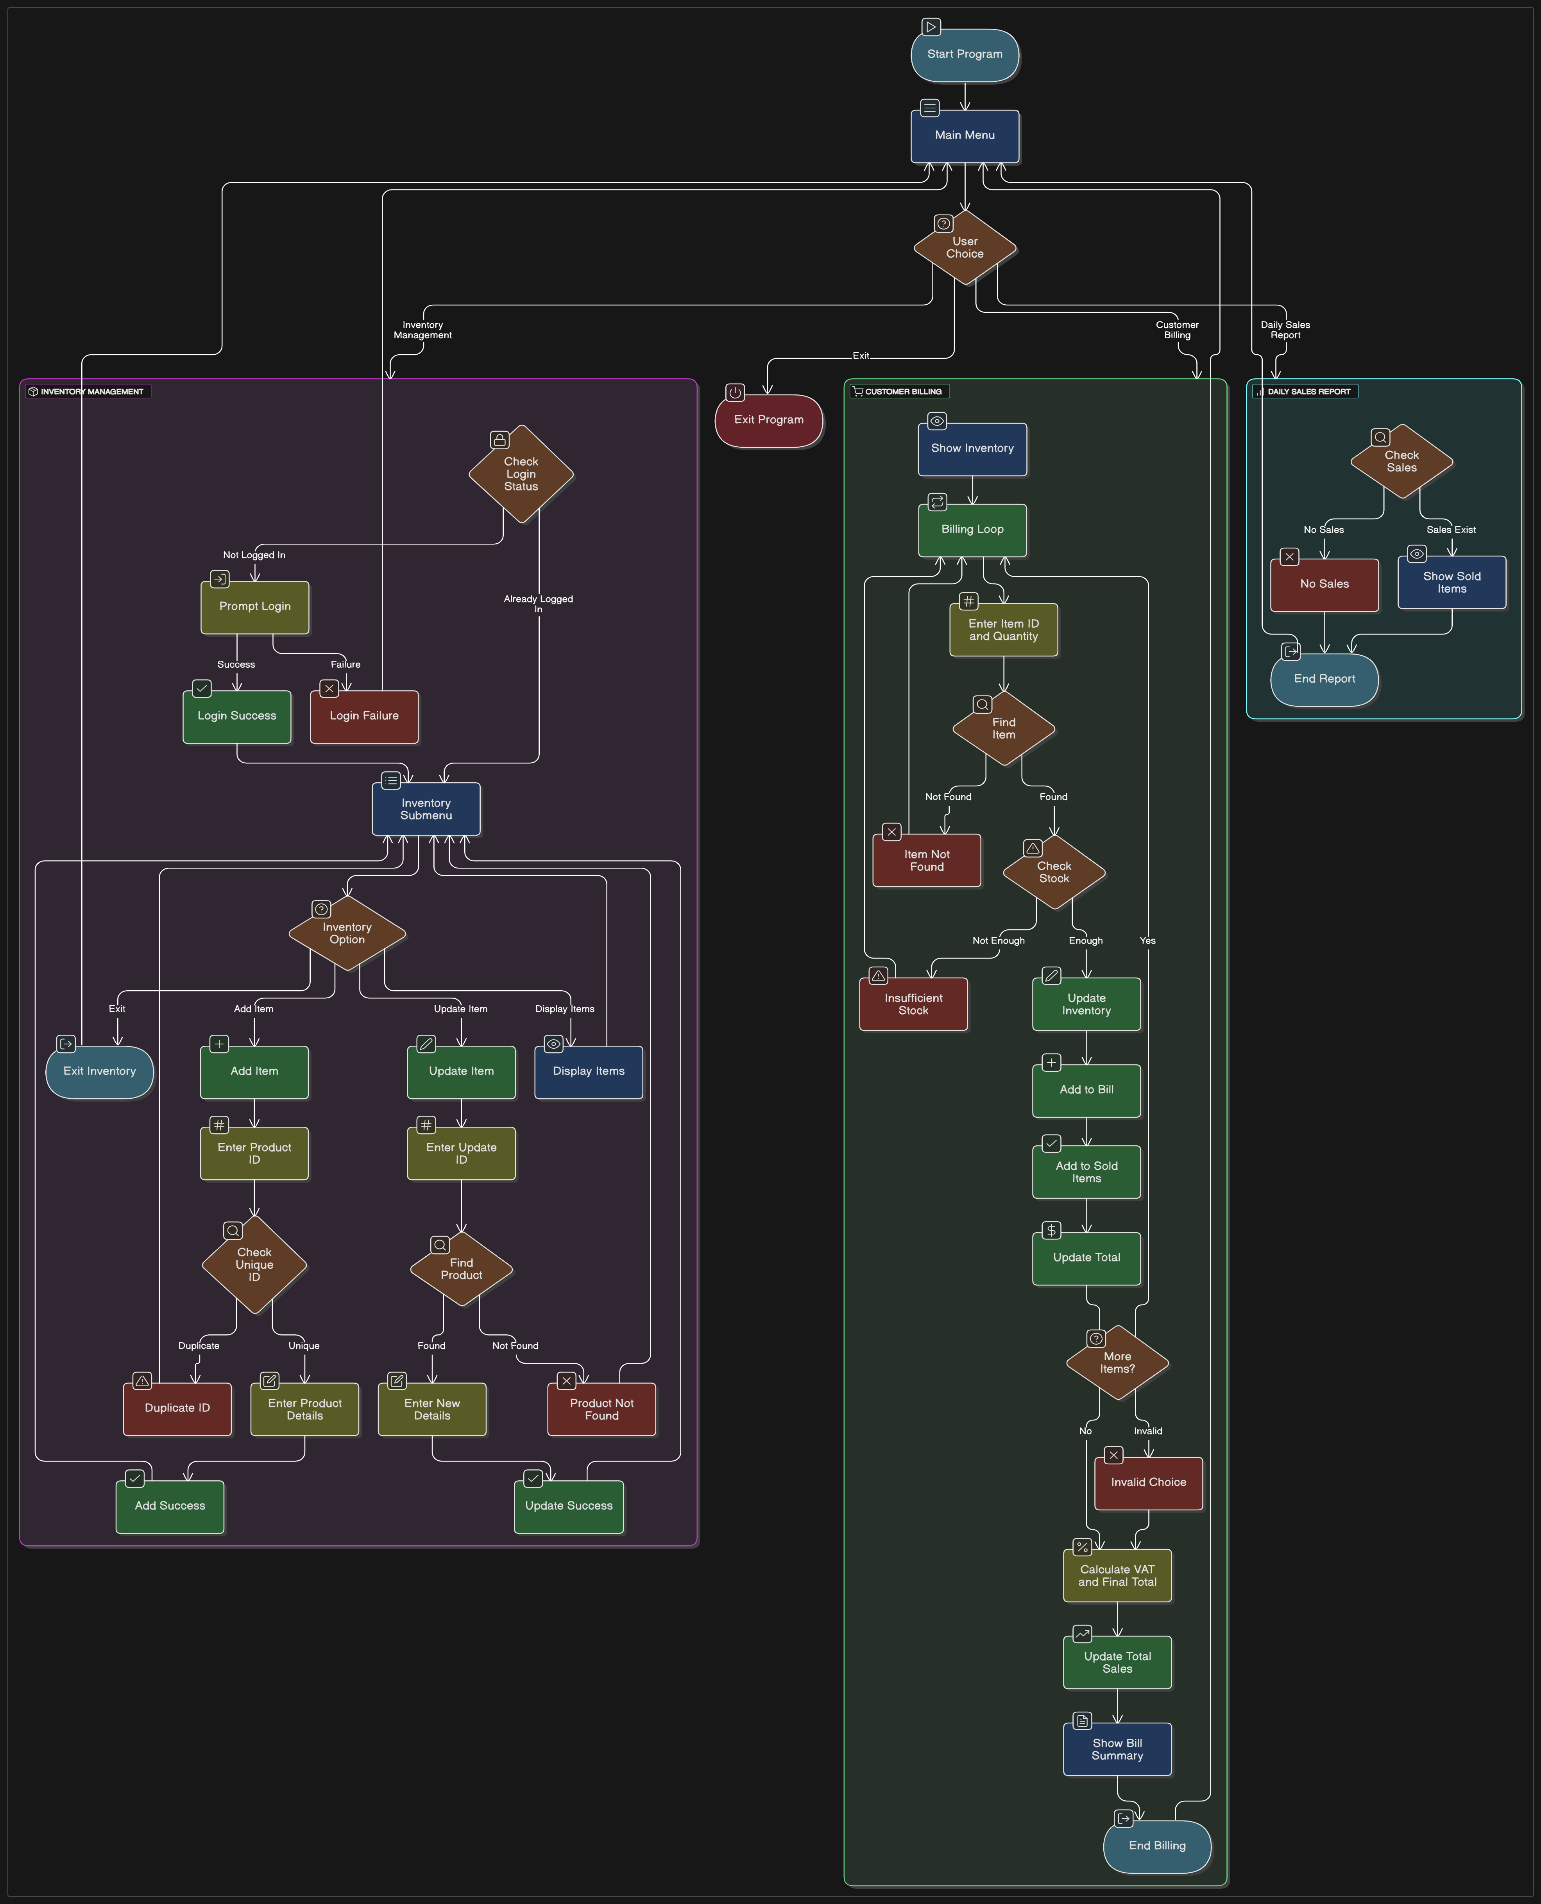 Start Program
Main Menu
User
Choice
Inventory
Management
Exit
Customer
Billing
Daily Sales
Report
INVENTORY MANAGEMENT
Check
Login
Status
Not Logged In
Already Logged
In
Prompt Login
Success
Failure
Login Success
Login Failure
Inventory
Submenu
Inventory
Option
Exit
Add Item
Update Item
Display Items
Exit Inventory
Add Item
Update Item
Display Items
Enter Product
ID
Enter Update
ID
Check
Unique
ID
Find
Product
Duplicate
Unique
Found
Not Found
Duplicate ID
Enter Product
Details
Enter New
Details
Product Not
Found
Add Success
Update Success
Exit Program
CUSTOMER BILLING
Show Inventory
Billing Loop
Enter Item ID
and Quantity
Find
Item
Not Found
Found
Item Not
Found
Check
Stock
Not Enough
Enough
Yes
Insufficient
Stock
Update
Inventory
Add to Bill
Add to Sold
Items
Update Total
More
Items?
No
Invalid
Invalid Choice
Calculate VAT
and Final Total
Update Total
Sales
Show Bill
Summary
End Billing
DAILY SALES REPORT
Check
Sales
No Sales
Sales Exist
No Sales
Show Sold
Items
End Report